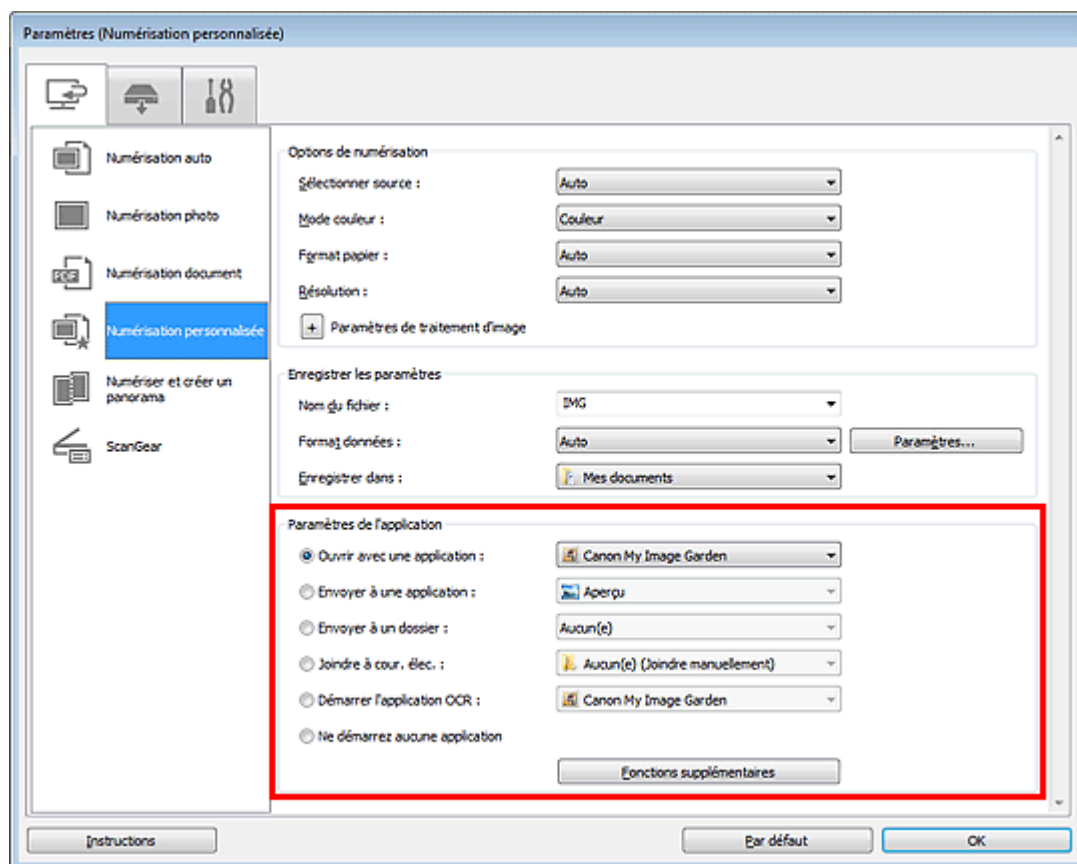 Paramètres (Numérisation personnalisée)
Numérisation auto
Numérisation photo
PDF
Numérisation document
Numérisation personnalisée
Numériser et créer un
panorama
ScanGear
Options de numérisation
Sélectionner source : Auto
Mode couleur : Couleur
Format papier : Auto
Résolution : Auto
+ Paramètres de traitement d'image
Enregistrer les paramètres
Nom du fichier : IMG
Format données : Auto Paramètres...
Enregistrer dans : Mes documents
Paramètres de l'application
Ouvrir avec une application : Canon My Image Garden
Envoyer à une application : Aperçu
Envoyer à un dossier : Aucun(e)
Joindre à cour. élec. : Aucun(e) (Joindre manuellement)
Démarrer l'application OCR : Canon My Image Garden
Ne démarrez aucune application
Fonctions supplémentaires
Instructions Par défaut OK